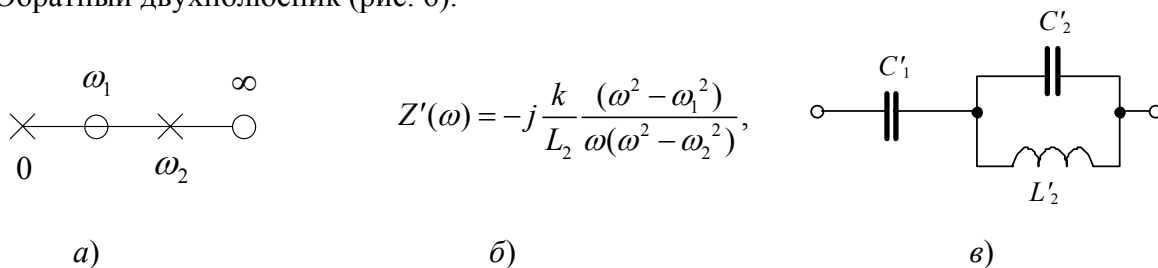 Обратный двухполюсник (рис. 6).
ω₁ ∞
0 ω₂
Z′(ω) = −j k/L₂ (ω² − ω₁²)/ω(ω² − ω₂²),
C′₁ C′₂
L′₂
а) б) в)